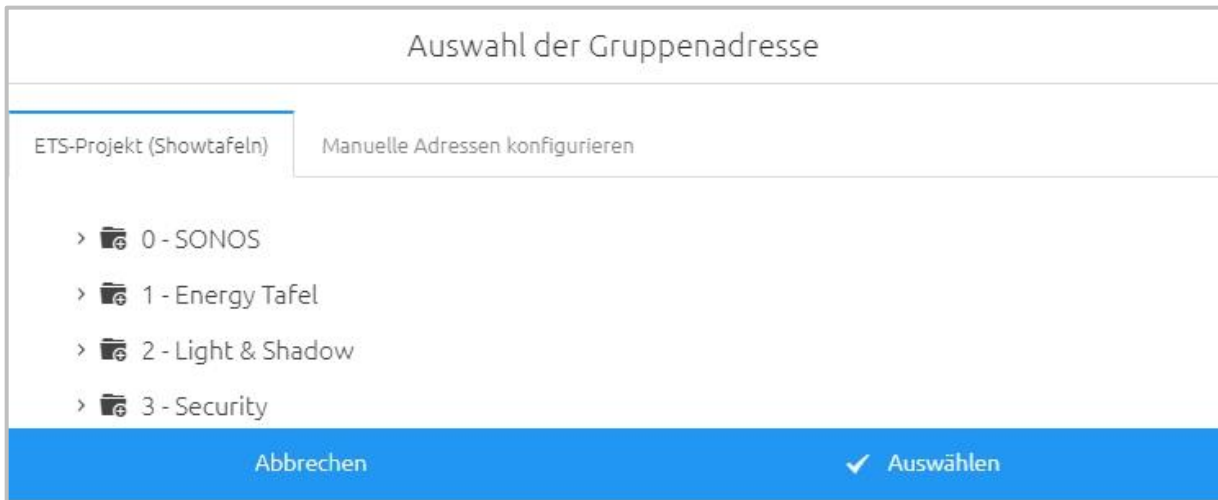 Auswahl der Gruppenadresse
ETS-Projekt (Showtafeln) Manuelle Adressen konfigurieren
0 - SONOS
1 - Energy Tafel
2 - Light & Shadow
3 - Security
Abbrechen Auswählen